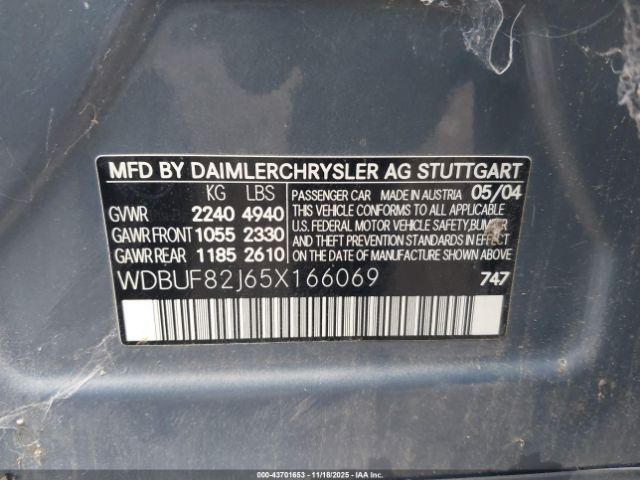 MFD BY DAIMLERCHRYSLER AG STUTTGART
KG LBS
GVWR 2240 4940
GAWR FRONT 1055 2330
GAWR REAR 1185 2610
PASSENGER CAR MADE IN AUSTRIA 05/04
THIS VEHICLE CONFORMS TO ALL APPLICABLE
U.S. FEDERAL MOTOR VEHICLE SAFETY,BUMPER
AND THEFT PREVENTION STANDARDS IN EFFECT
ON THE DATE OF MANUFACTURE SHOWN ABOVE
WDBUF82J65X166069 747
000-43701653 - 11/18/2025 - IAAI.COM